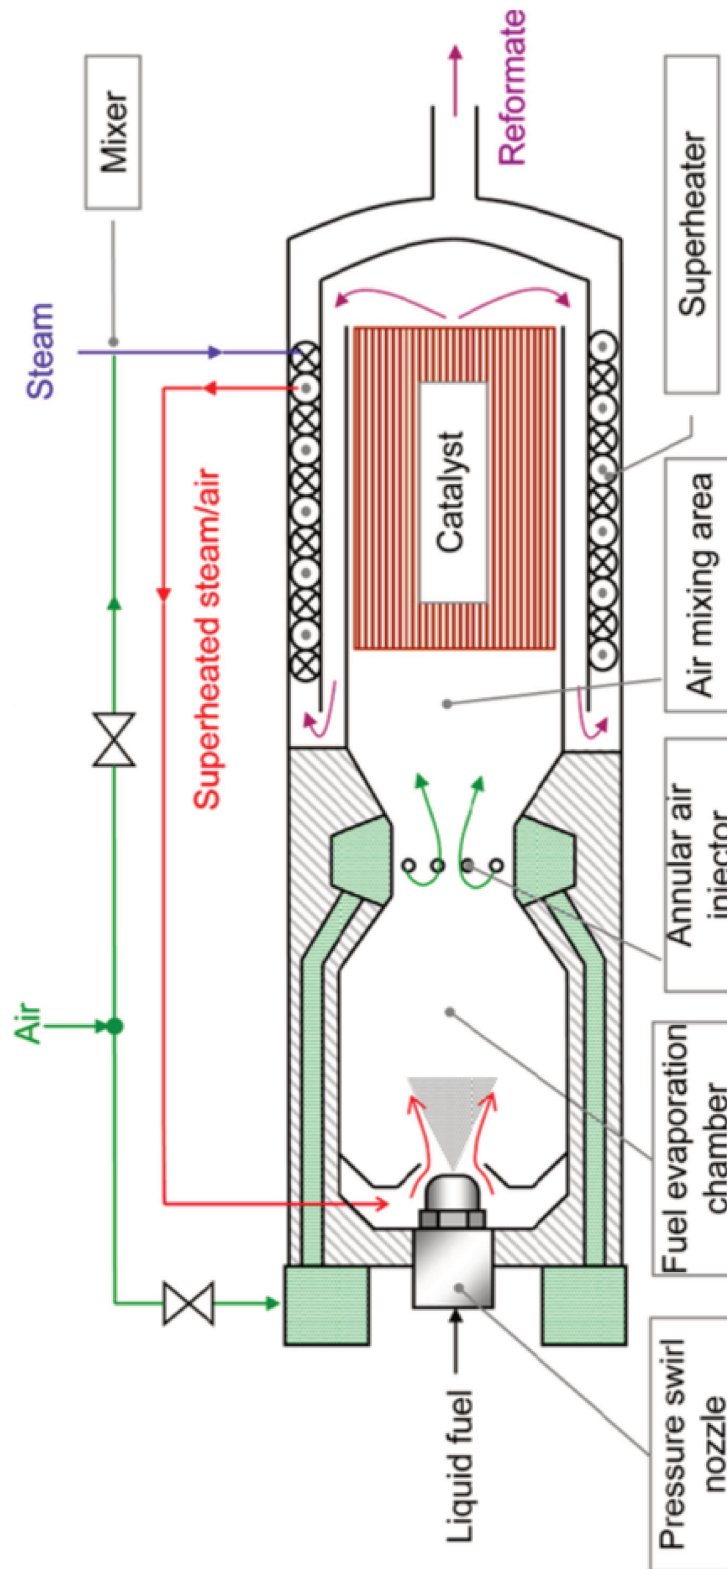 Mixer
Steam
Air
Superheated steam/air
Reformate
Catalyst
Liquid fuel
Pressure swirl
nozzle
Fuel evaporation
chamber
Annular air
injector
Air mixing area
Superheater